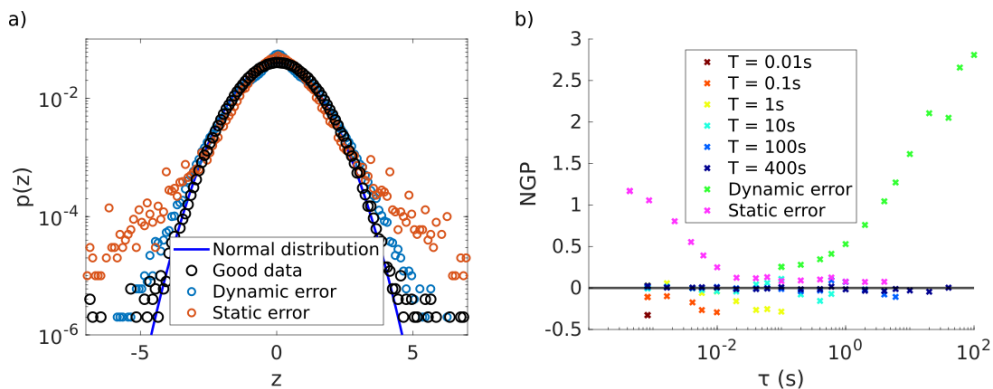 a)
10^-2
10^-4
10^-6
p(z)
-5
0
5
z
Normal distribution
Good data
Dynamic error
Static error
b)
3
2.5
2
1.5
1
0.5
0
-0.5
NGP
10^-2
10^0
10^2
τ (s)
T = 0.01s
T = 0.1s
T = 1s
T = 10s
T = 100s
T = 400s
Dynamic error
Static error